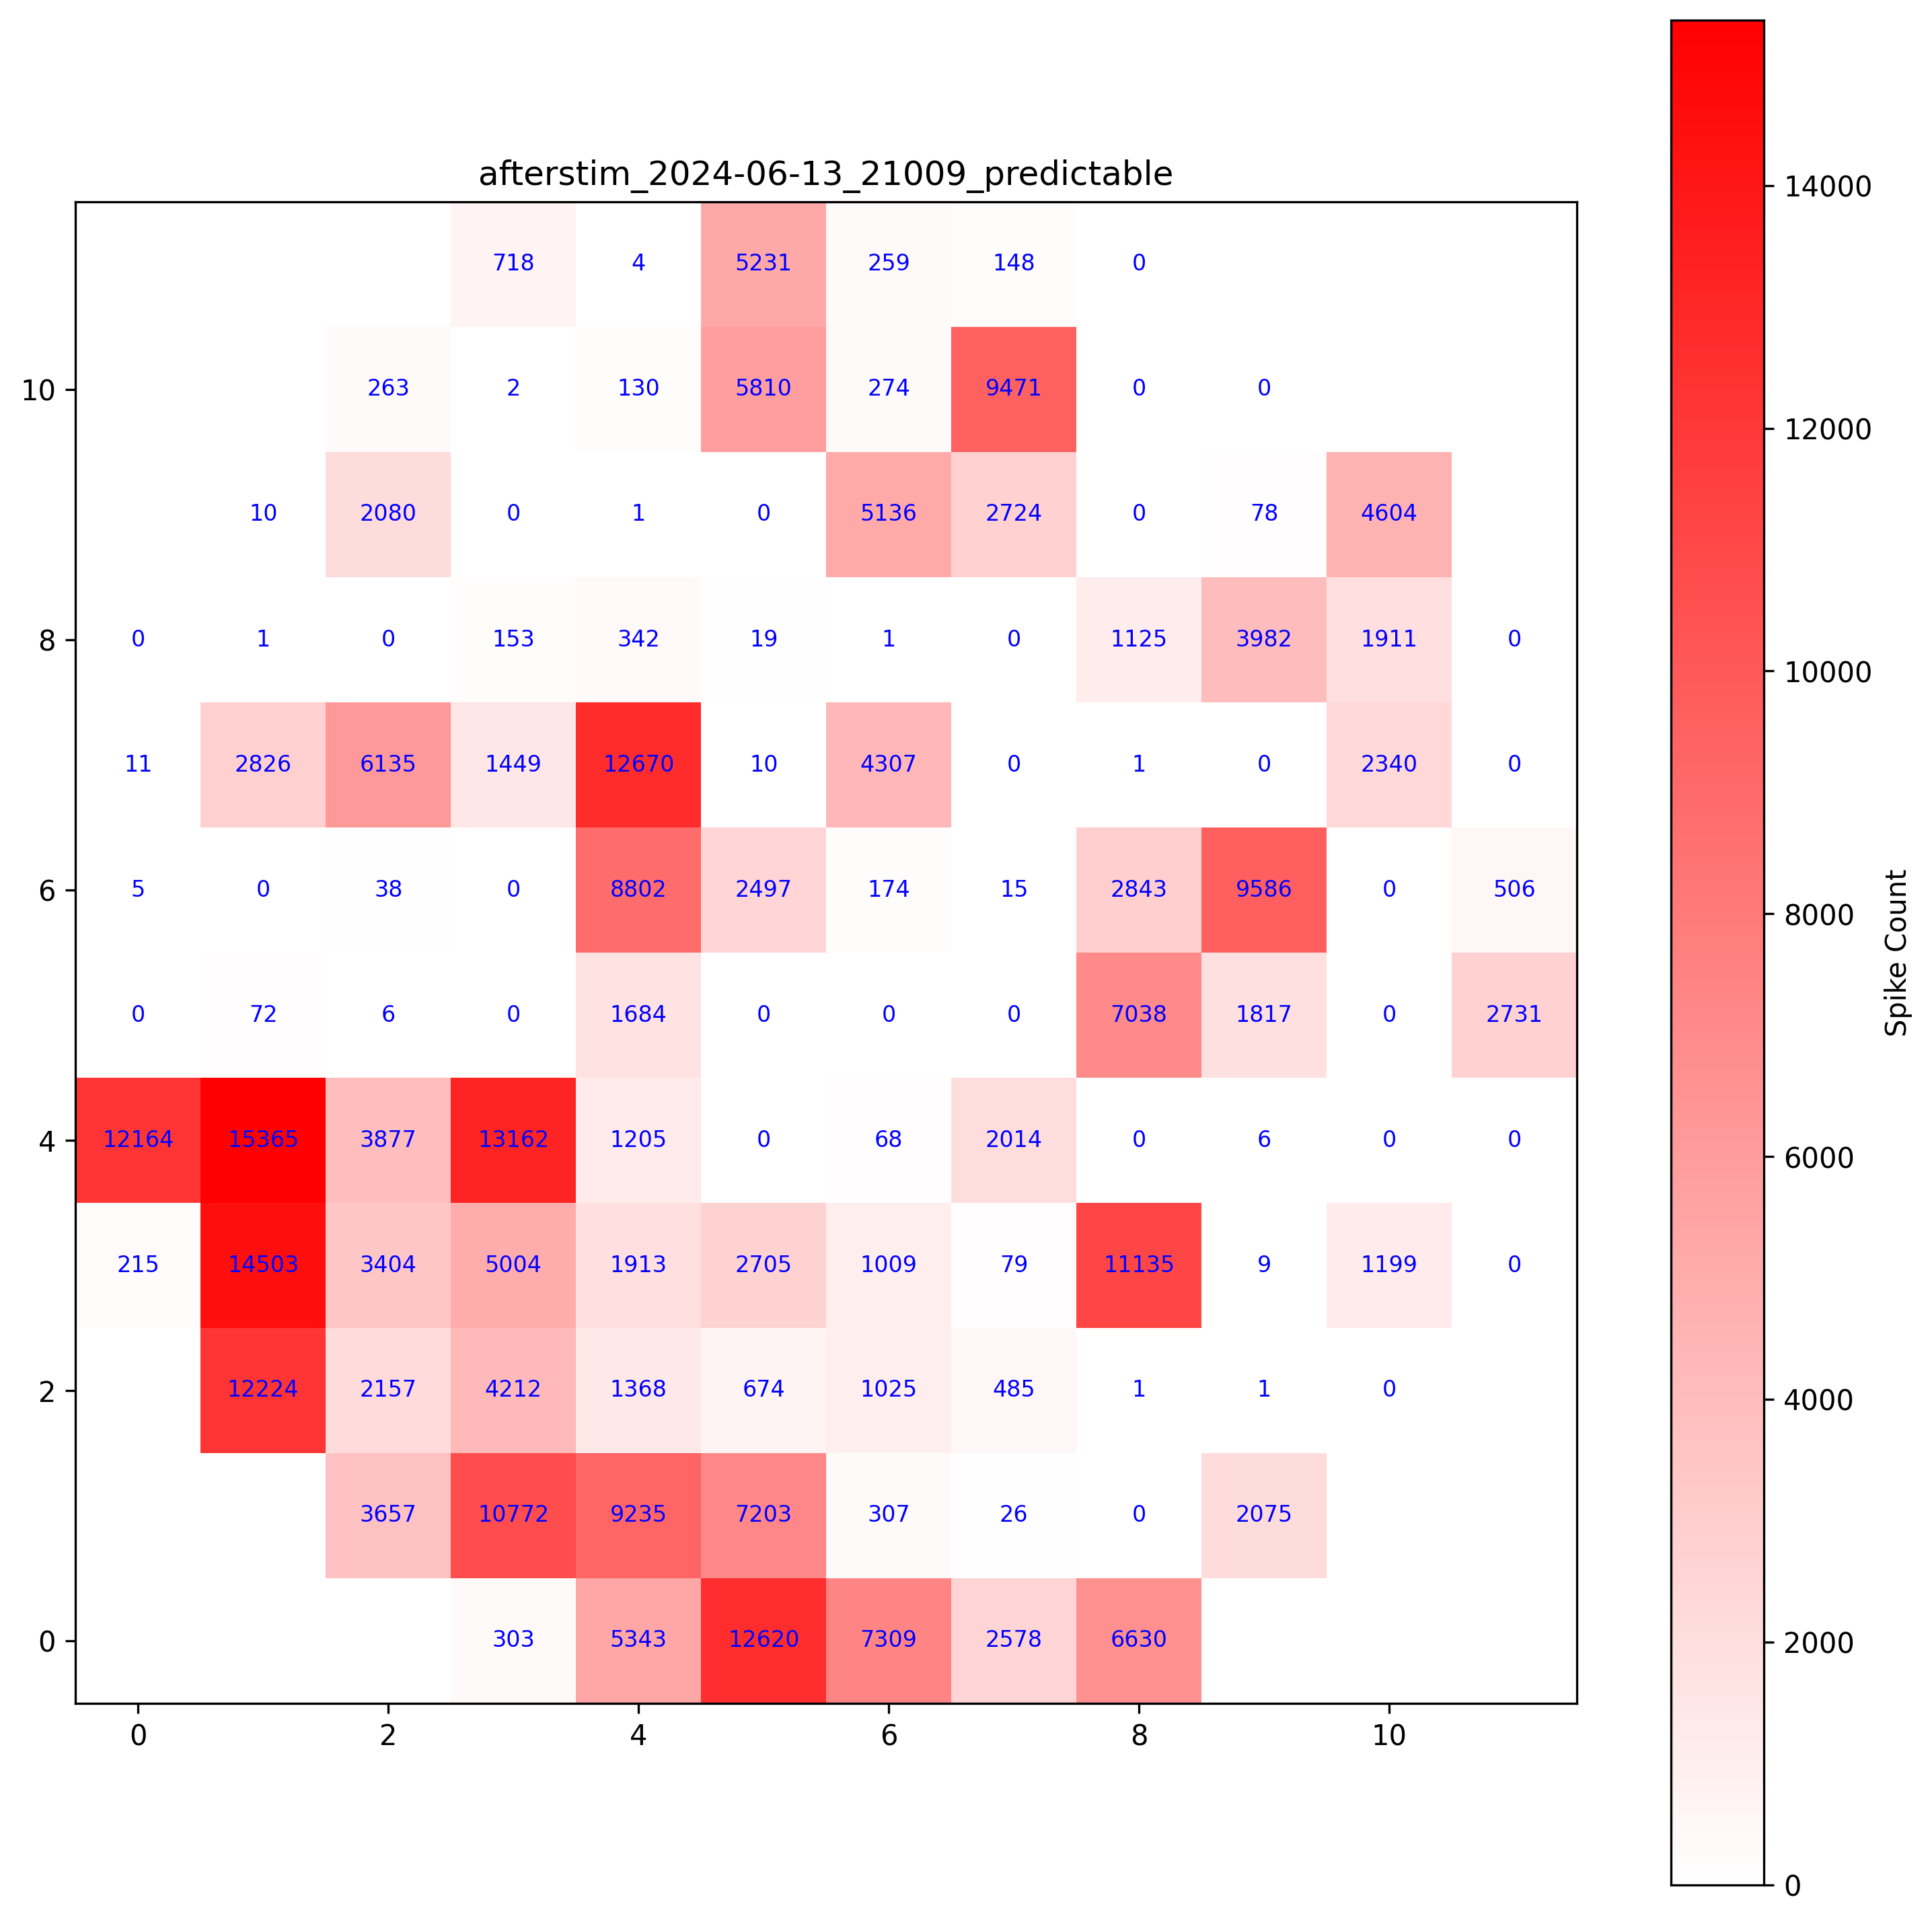 afterstim_2024-06-13_21009_predictable
718 4 5231 259 148 0
10 263 2 130 5810 274 9471 0 0
10 2080 0 1 0 5136 2724 0 78 4604
8 0 1 0 153 342 19 1 0 1125 3982 1911 0
11 2826 6135 1449 12670 10 4307 0 1 0 2340 0
6 5 0 38 0 8802 2497 174 15 2843 9586 0 506
0 72 6 0 1684 0 0 0 7038 1817 0 2731
4 12164 15365 3877 13162 1205 0 68 2014 0 6 0 0
215 14503 3404 5004 1913 2705 1009 79 11135 9 1199 0
2 12224 2157 4212 1368 674 1025 485 1 1 0
3657 10772 9235 7203 307 26 0 2075
0 303 5343 12620 7309 2578 6630
0 2 4 6 8 10
14000
12000
10000
8000
6000
4000
2000
0
Spike Count